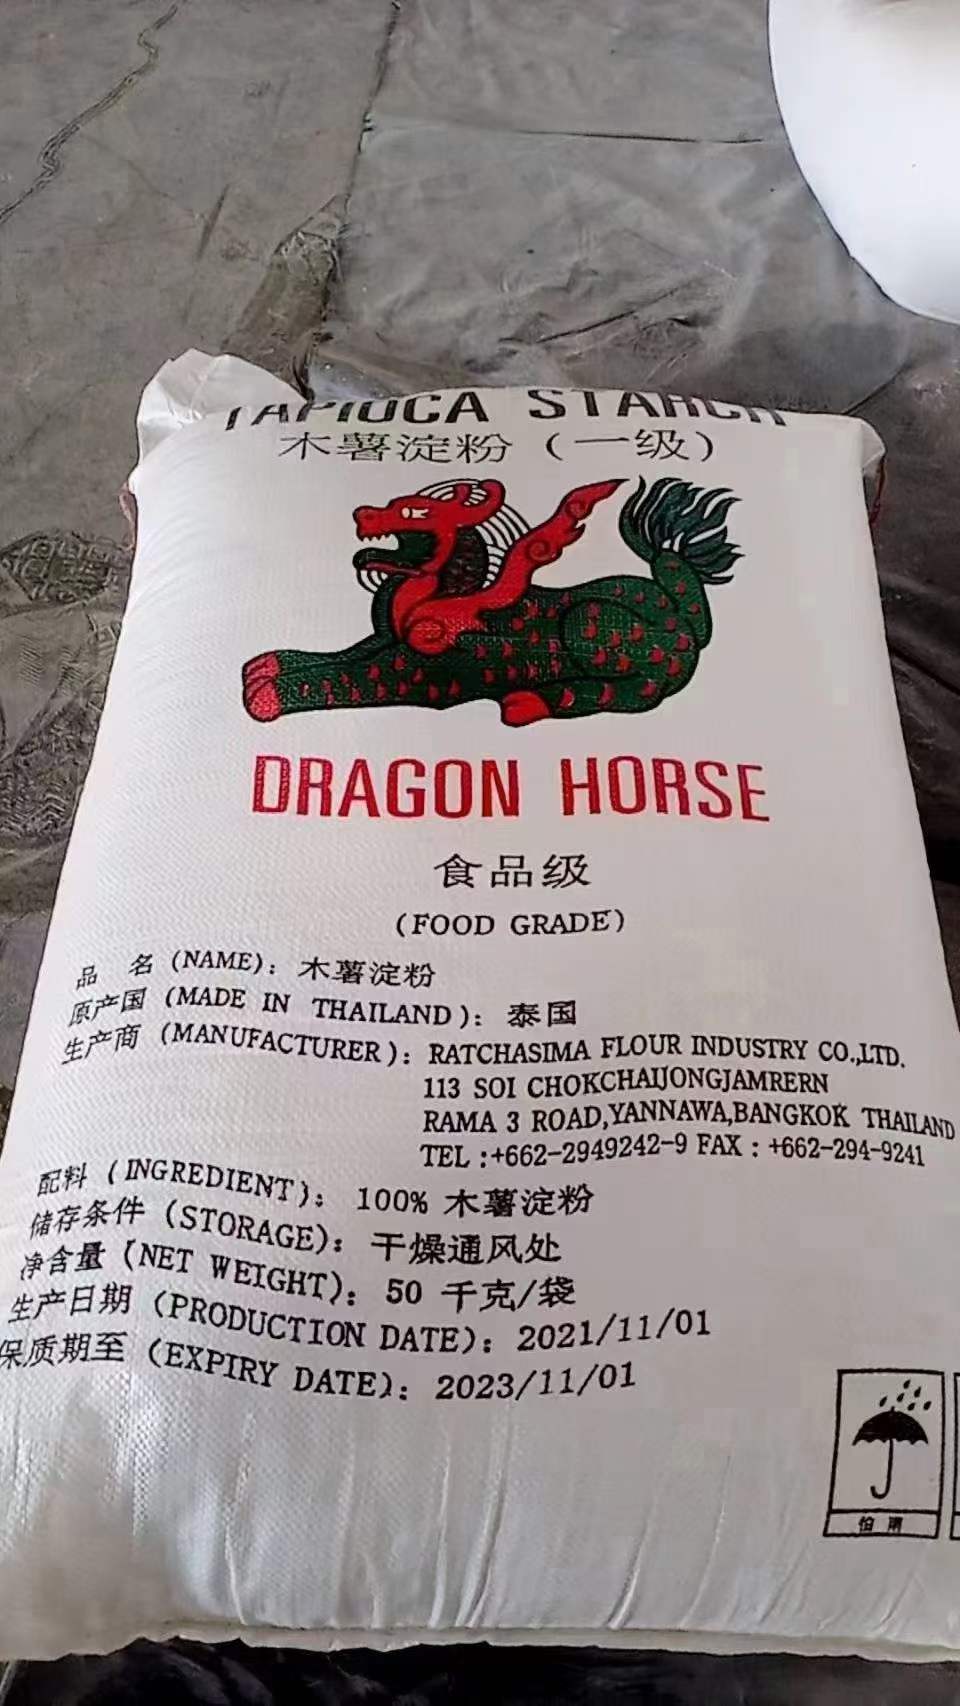 TAPIOCA STARCH
木薯淀粉（一级）
DRAGON HORSE
食品级
(FOOD GRADE)
品 名 (NAME): 木薯淀粉
原产国 (MADE IN THAILAND): 泰国
生产商 (MANUFACTURER): RATCHASIMA FLOUR INDUSTRY CO.,LTD.
113 SOI CHOKCHAIJONGJAMRERN
RAMA 3 ROAD,YANNAWA,BANGKOK THAILAND
TEL :+662-2949242-9 FAX : +662-294-9241
配料 (INGREDIENT): 100% 木薯淀粉
储存条件 (STORAGE): 干燥通风处
净含量 (NET WEIGHT): 50 千克/袋
生产日期 (PRODUCTION DATE): 2021/11/01
保质期至 (EXPIRY DATE): 2023/11/01